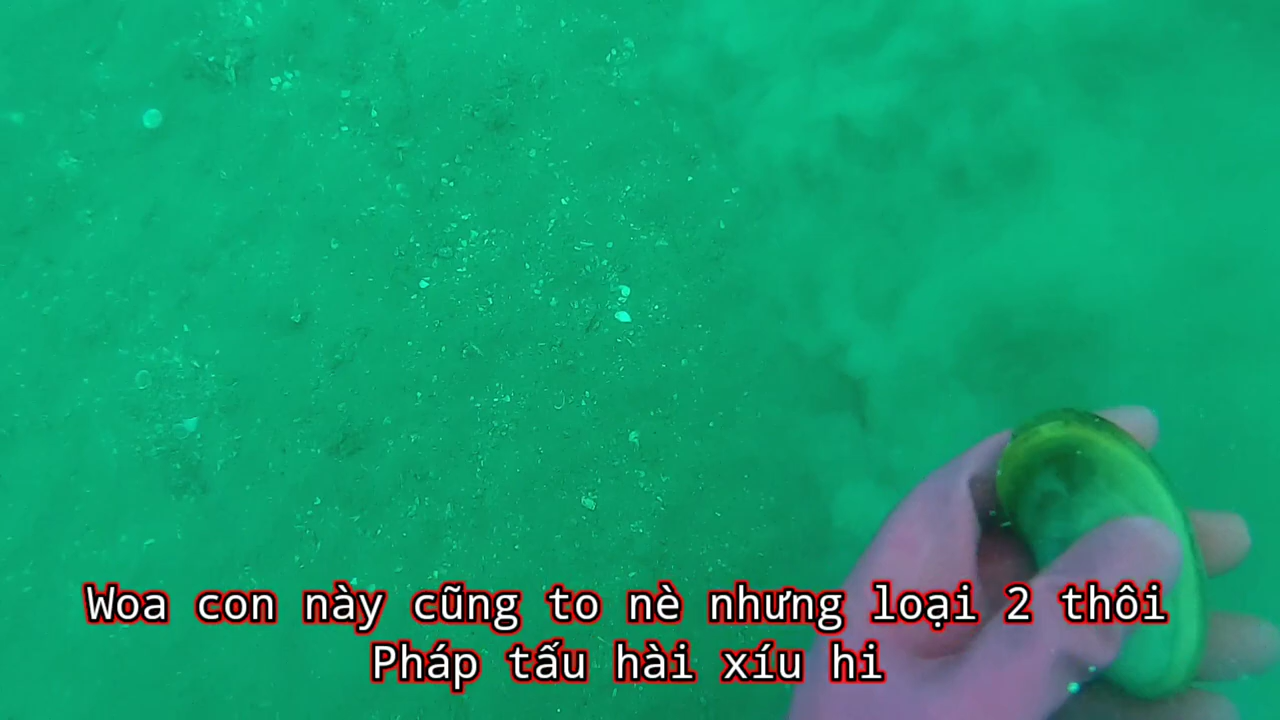 Woa con này cũng to nè nhưng loại 2 thôi
Pháp tấu hài xíu hi